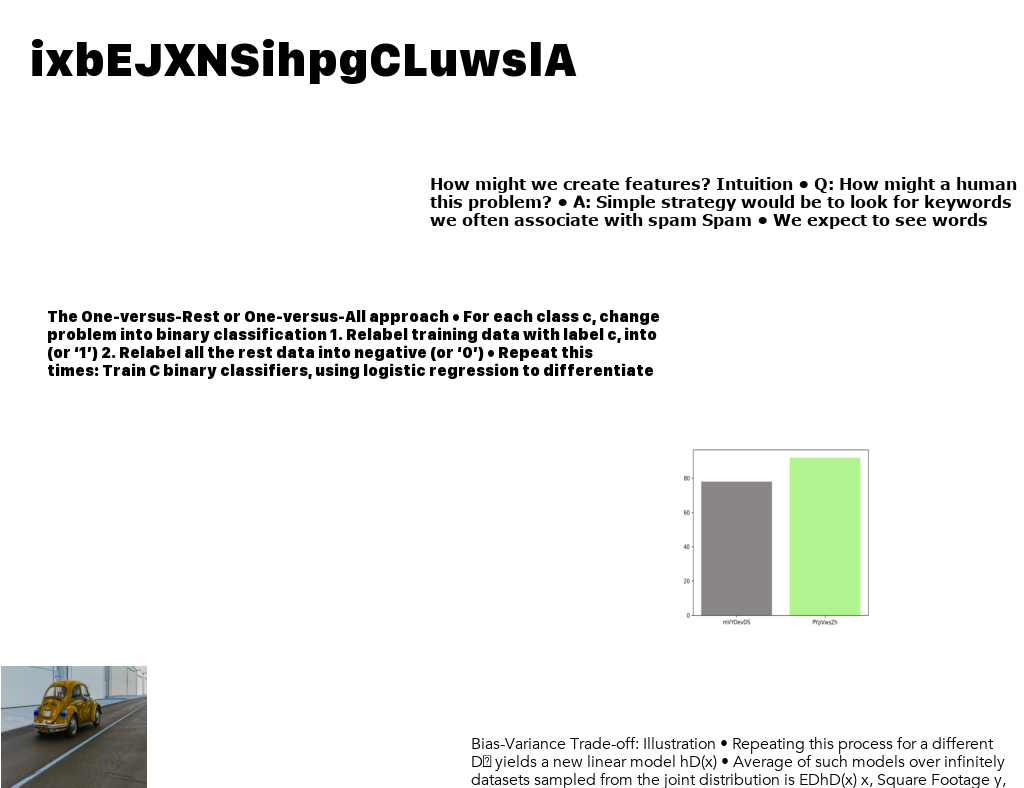 ixbEJXNSihpgCLuwslA
How might we create features? Intuition • Q: How might a human
this problem? • A: Simple strategy would be to look for keywords
we often associate with spam Spam • We expect to see words
The One-versus-Rest or One-versus-All approach • For each class c, change
problem into binary classification 1. Relabel training data with label c, into
(or ‘1’) 2. Relabel all the rest data into negative (or ‘0’) • Repeat this
times: Train C binary classifiers, using logistic regression to differentiate
80
60
40
20
0
mVYOevDS PYpVwsZh
Bias-Variance Trade-off: Illustration • Repeating this process for a different
D yields a new linear model hD(x) • Average of such models over infinitely
datasets sampled from the joint distribution is EDhD(x) x, Square Footage y,